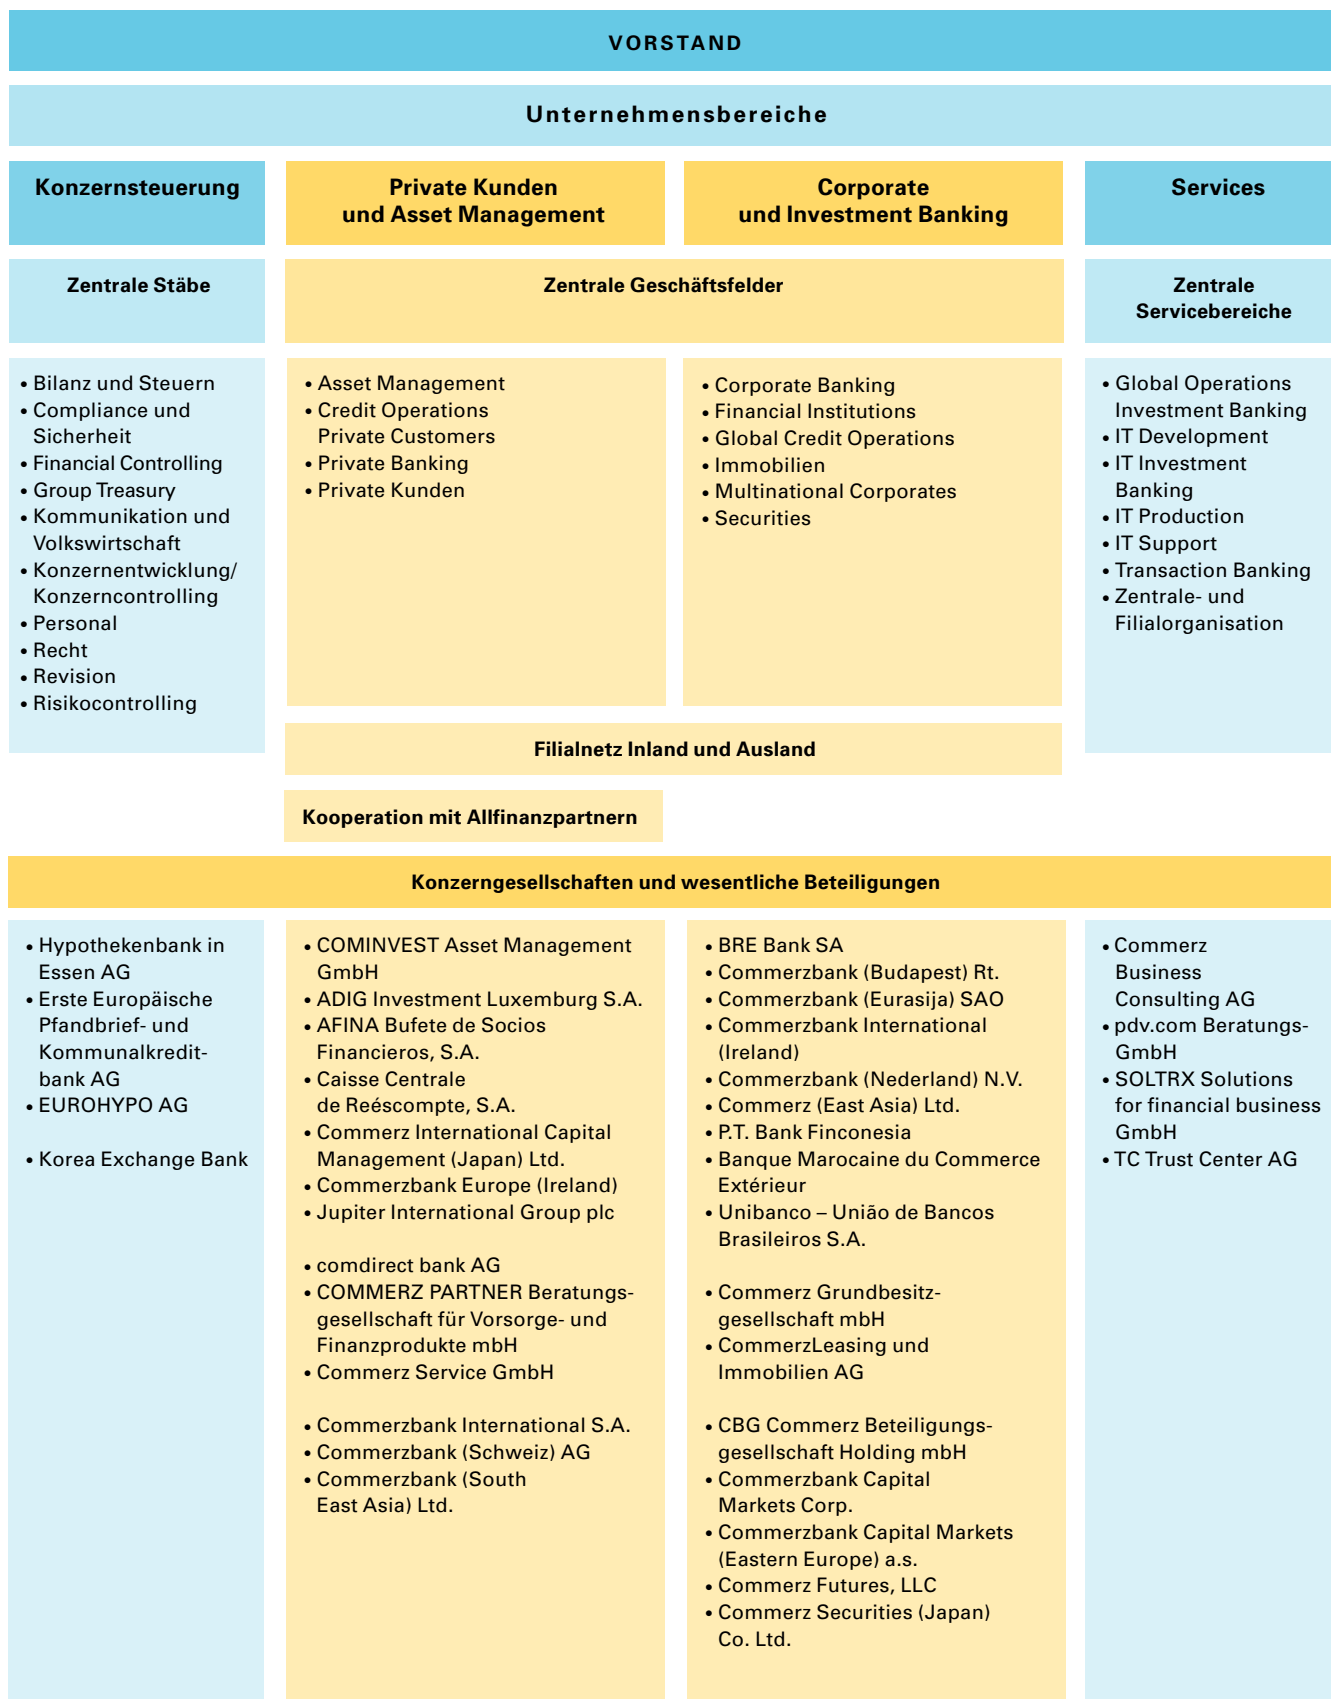 VORSTAND
Unternehmensbereiche
Konzernsteuerung
Private Kunden
und Asset Management
Corporate
und Investment Banking
Services
Zentrale Stäbe
Zentrale Geschäftsfelder
Zentrale
Servicebereiche
• Bilanz und Steuern
• Compliance und
Sicherheit
• Financial Controlling
• Group Treasury
• Kommunikation und
Volkswirtschaft
• Konzernentwicklung/
Konzerncontrolling
• Personal
• Recht
• Revision
• Risikocontrolling
• Asset Management
• Credit Operations
Private Customers
• Private Banking
• Private Kunden
• Corporate Banking
• Financial Institutions
• Global Credit Operations
• Immobilien
• Multinational Corporates
• Securities
• Global Operations
Investment Banking
• IT Development
• IT Investment
Banking
• IT Production
• IT Support
• Transaction Banking
• Zentrale- und
Filialorganisation
Filialnetz Inland und Ausland
Kooperation mit Allfinanzpartnern
Konzerngesellschaften und wesentliche Beteiligungen
• Hypothekenbank in
Essen AG
• Erste Europäische
Pfandbrief- und
Kommunalkredit-
bank AG
• EUROHYPO AG
• Korea Exchange Bank
• COMINVEST Asset Management
GmbH
• ADIG Investment Luxemburg S.A.
• AFINA Bufete de Socios
Financieros, S.A.
• Caisse Centrale
de Reéscompte, S.A.
• Commerz International Capital
Management (Japan) Ltd.
• Commerzbank Europe (Ireland)
• Jupiter International Group plc
• comdirect bank AG
• COMMERZ PARTNER Beratungs-
gesellschaft für Vorsorge- und
Finanzprodukte mbH
• Commerz Service GmbH
• Commerzbank International S.A.
• Commerzbank (Schweiz) AG
• Commerzbank (South
East Asia) Ltd.
• BRE Bank SA
• Commerzbank (Budapest) Rt.
• Commerzbank (Eurasija) SAO
• Commerzbank International
(Ireland)
• Commerzbank (Nederland) N.V.
• Commerz (East Asia) Ltd.
• P.T. Bank Finconesia
• Banque Marocaine du Commerce
Extérieur
• Unibanco – União de Bancos
Brasileiros S.A.
• Commerz Grundbesitz-
gesellschaft mbH
• CommerzLeasing und
Immobilien AG
• CBG Commerz Beteiligungs-
gesellschaft Holding mbH
• Commerzbank Capital
Markets Corp.
• Commerzbank Capital Markets
(Eastern Europe) a.s.
• Commerz Futures, LLC
• Commerz Securities (Japan)
Co. Ltd.
• Commerz
Business
Consulting AG
• pdv.com Beratungs-
GmbH
• SOLTRX Solutions
for financial business
GmbH
• TC Trust Center AG